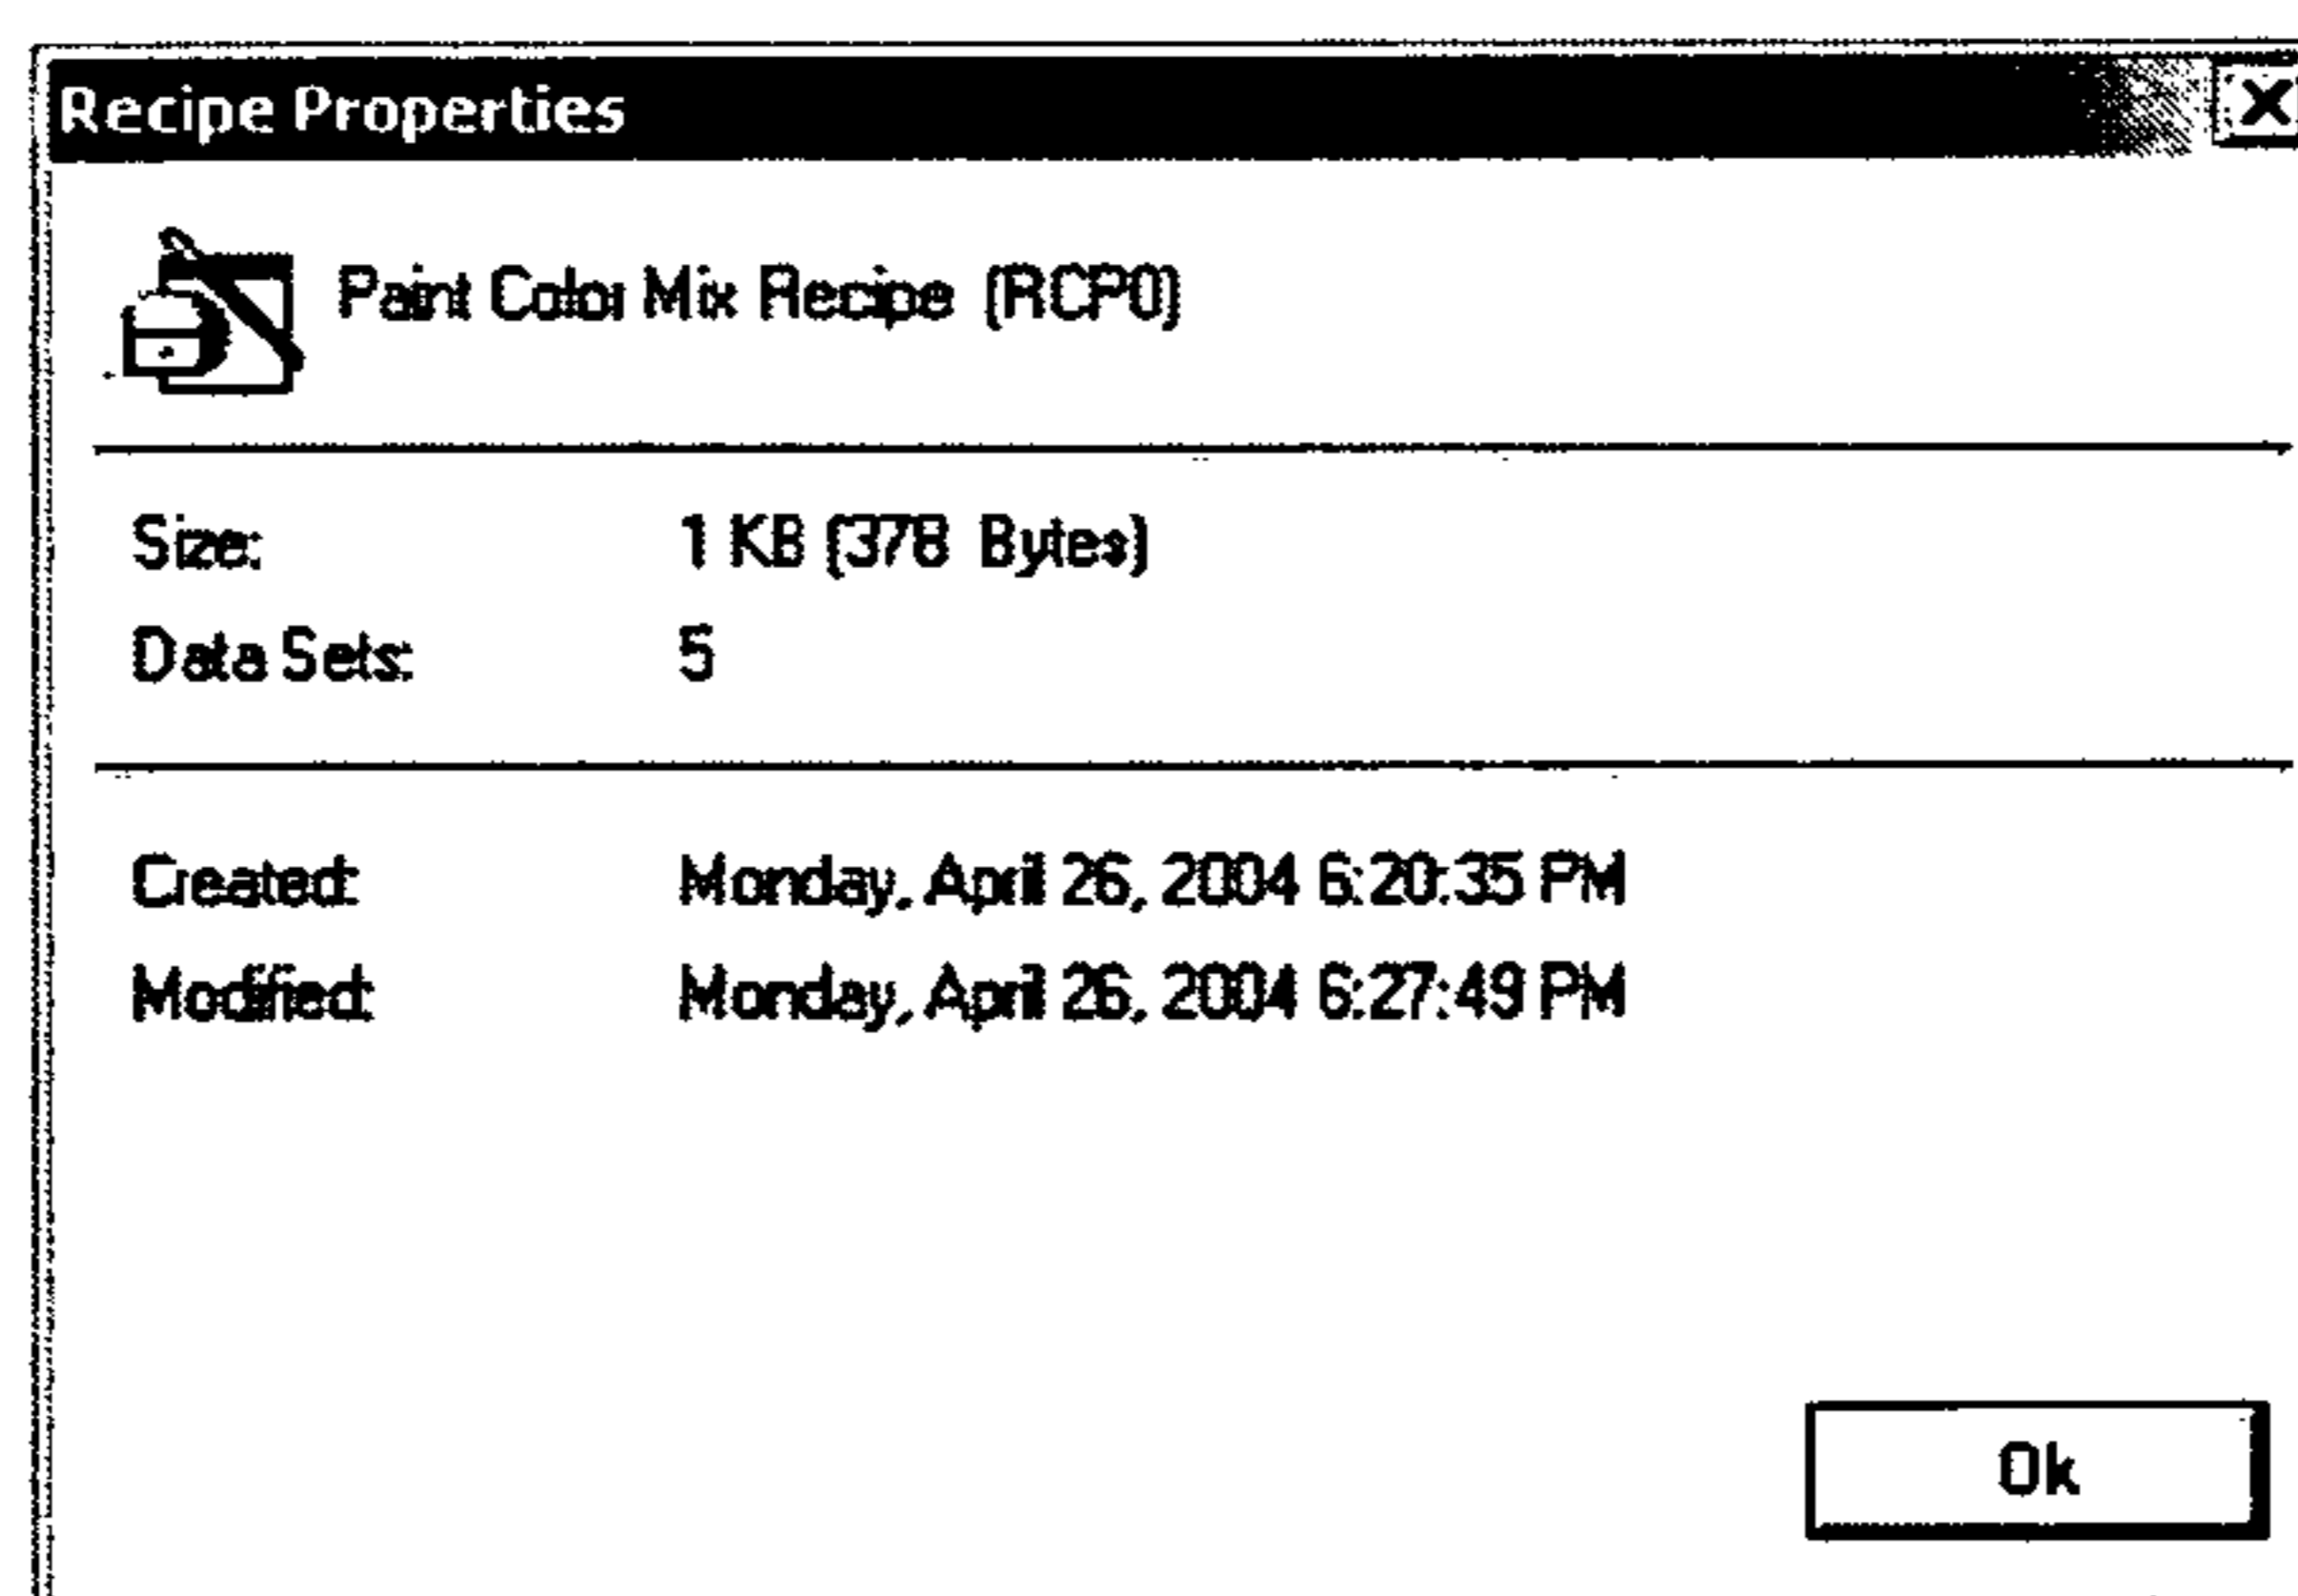 Recipe Properties
Paint Color Mix Recipe (RCP0)
Size: 1 KB (378 Bytes)
Data Sets: 5
Created: Monday, April 26, 2004 6:20:35 PM
Modified: Monday, April 26, 2004 6:27:49 PM
Ok